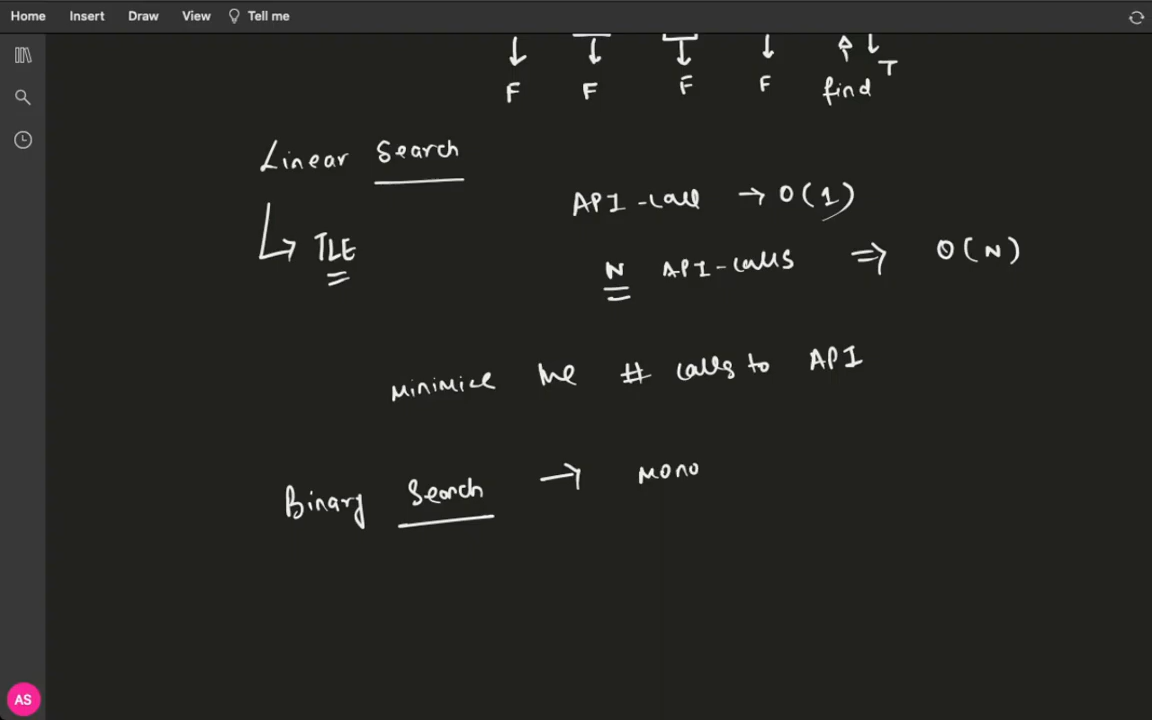 Home Insert Draw View Tell me
F F F F find T
Linear Search
API-call → O(1)
TLE
N API-calls ⇒ O(N)
Minimize the # calls to API
Binary Search → Mono
AS